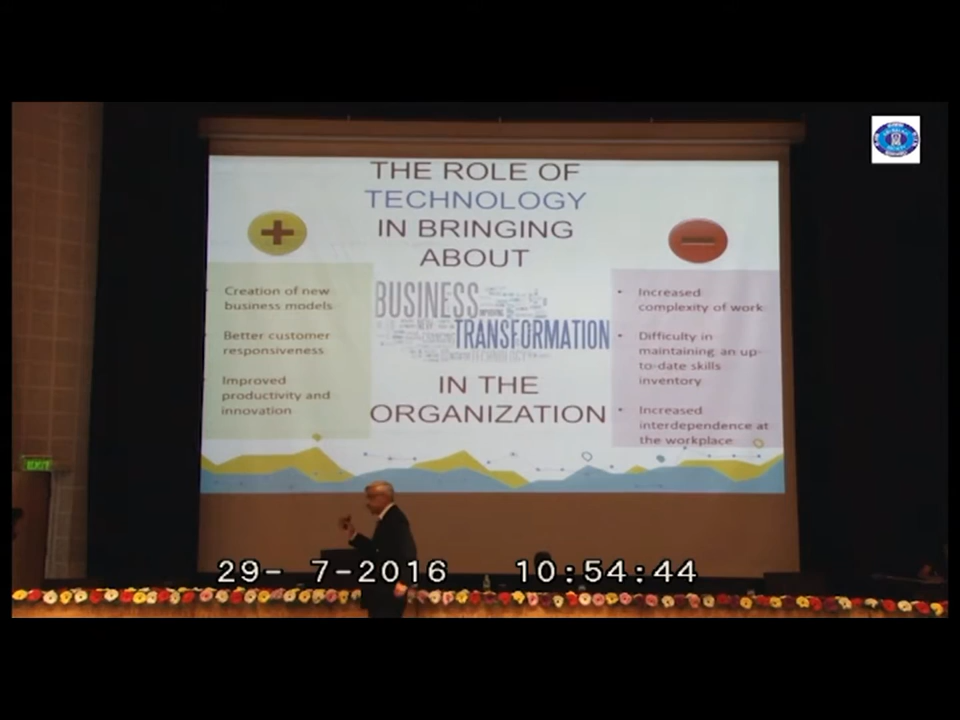 THE ROLE OF
TECHNOLOGY
IN BRINGING
ABOUT
Creation of new
business models
Better customer
responsiveness
Improved
productivity and
innovation
BUSINESS
TRANSFORMATION
IN THE
ORGANIZATION
• Increased
complexity of work
• Difficulty in
maintaining an up-
to-date skills
inventory
• Increased
interdependence at
the workplace
EXIT
29- 7-2016 10:54:44